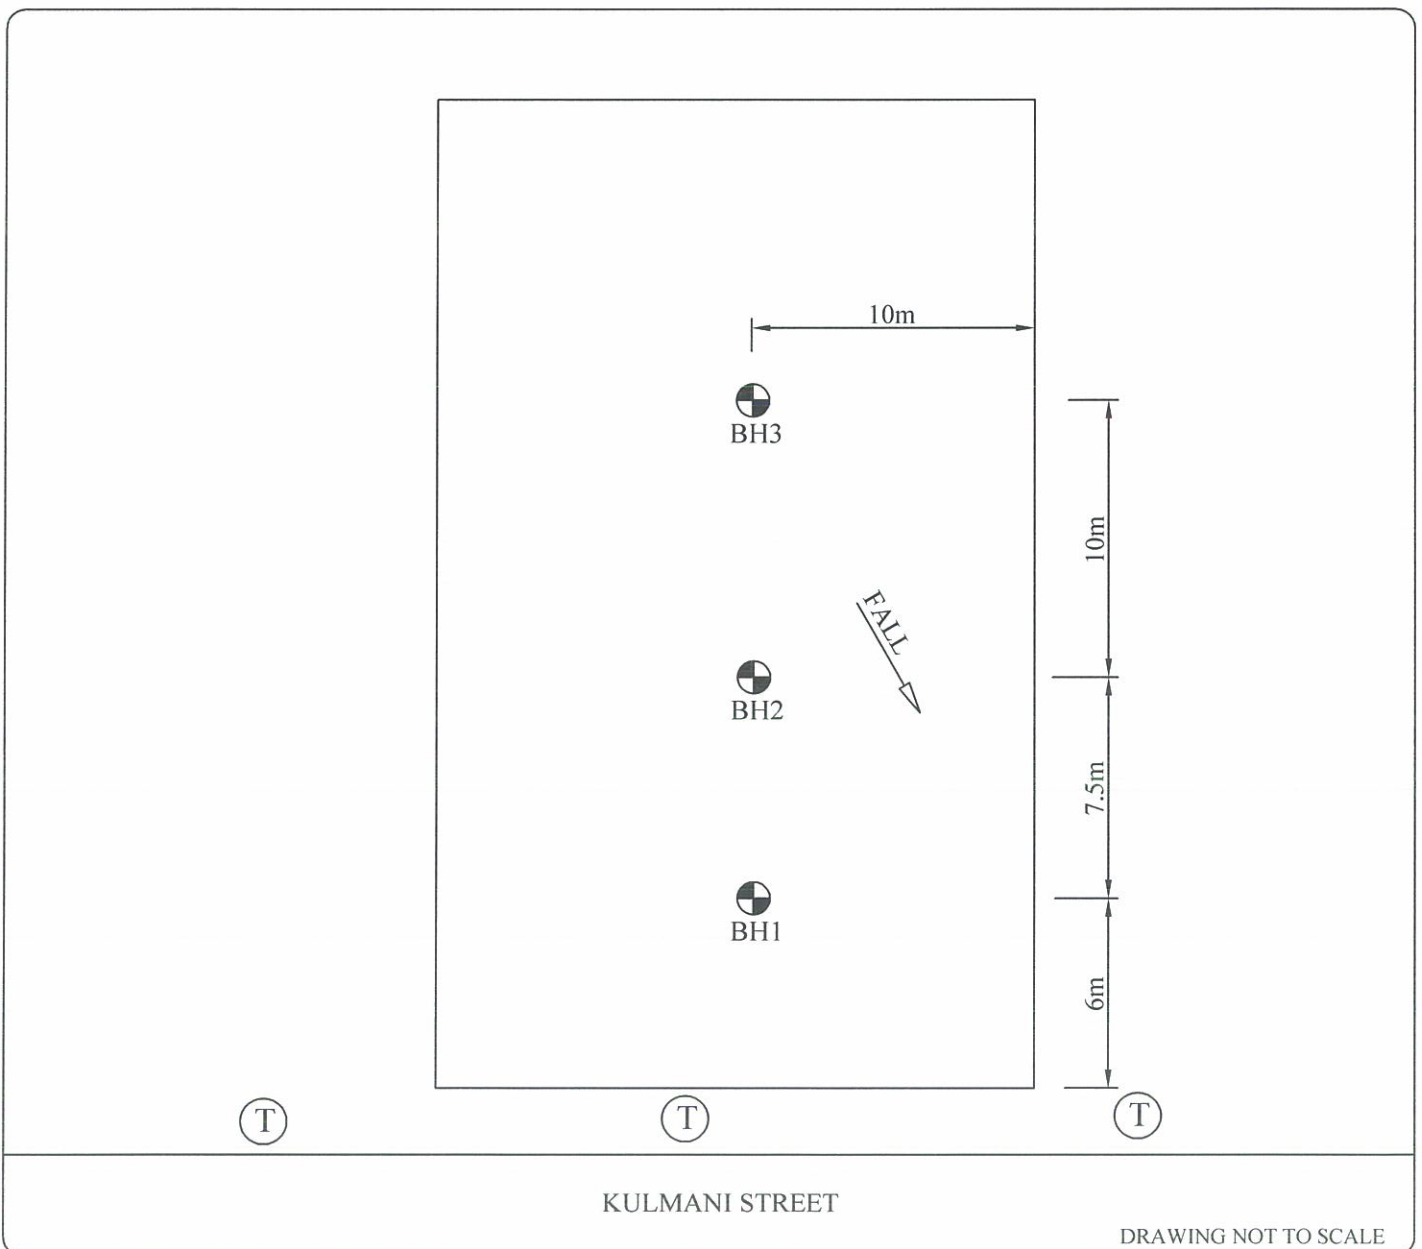 10m
BH3
10m
FALL
BH2
7.5m
BH1
6m
T
T
T
KULMANI STREET
DRAWING NOT TO SCALE